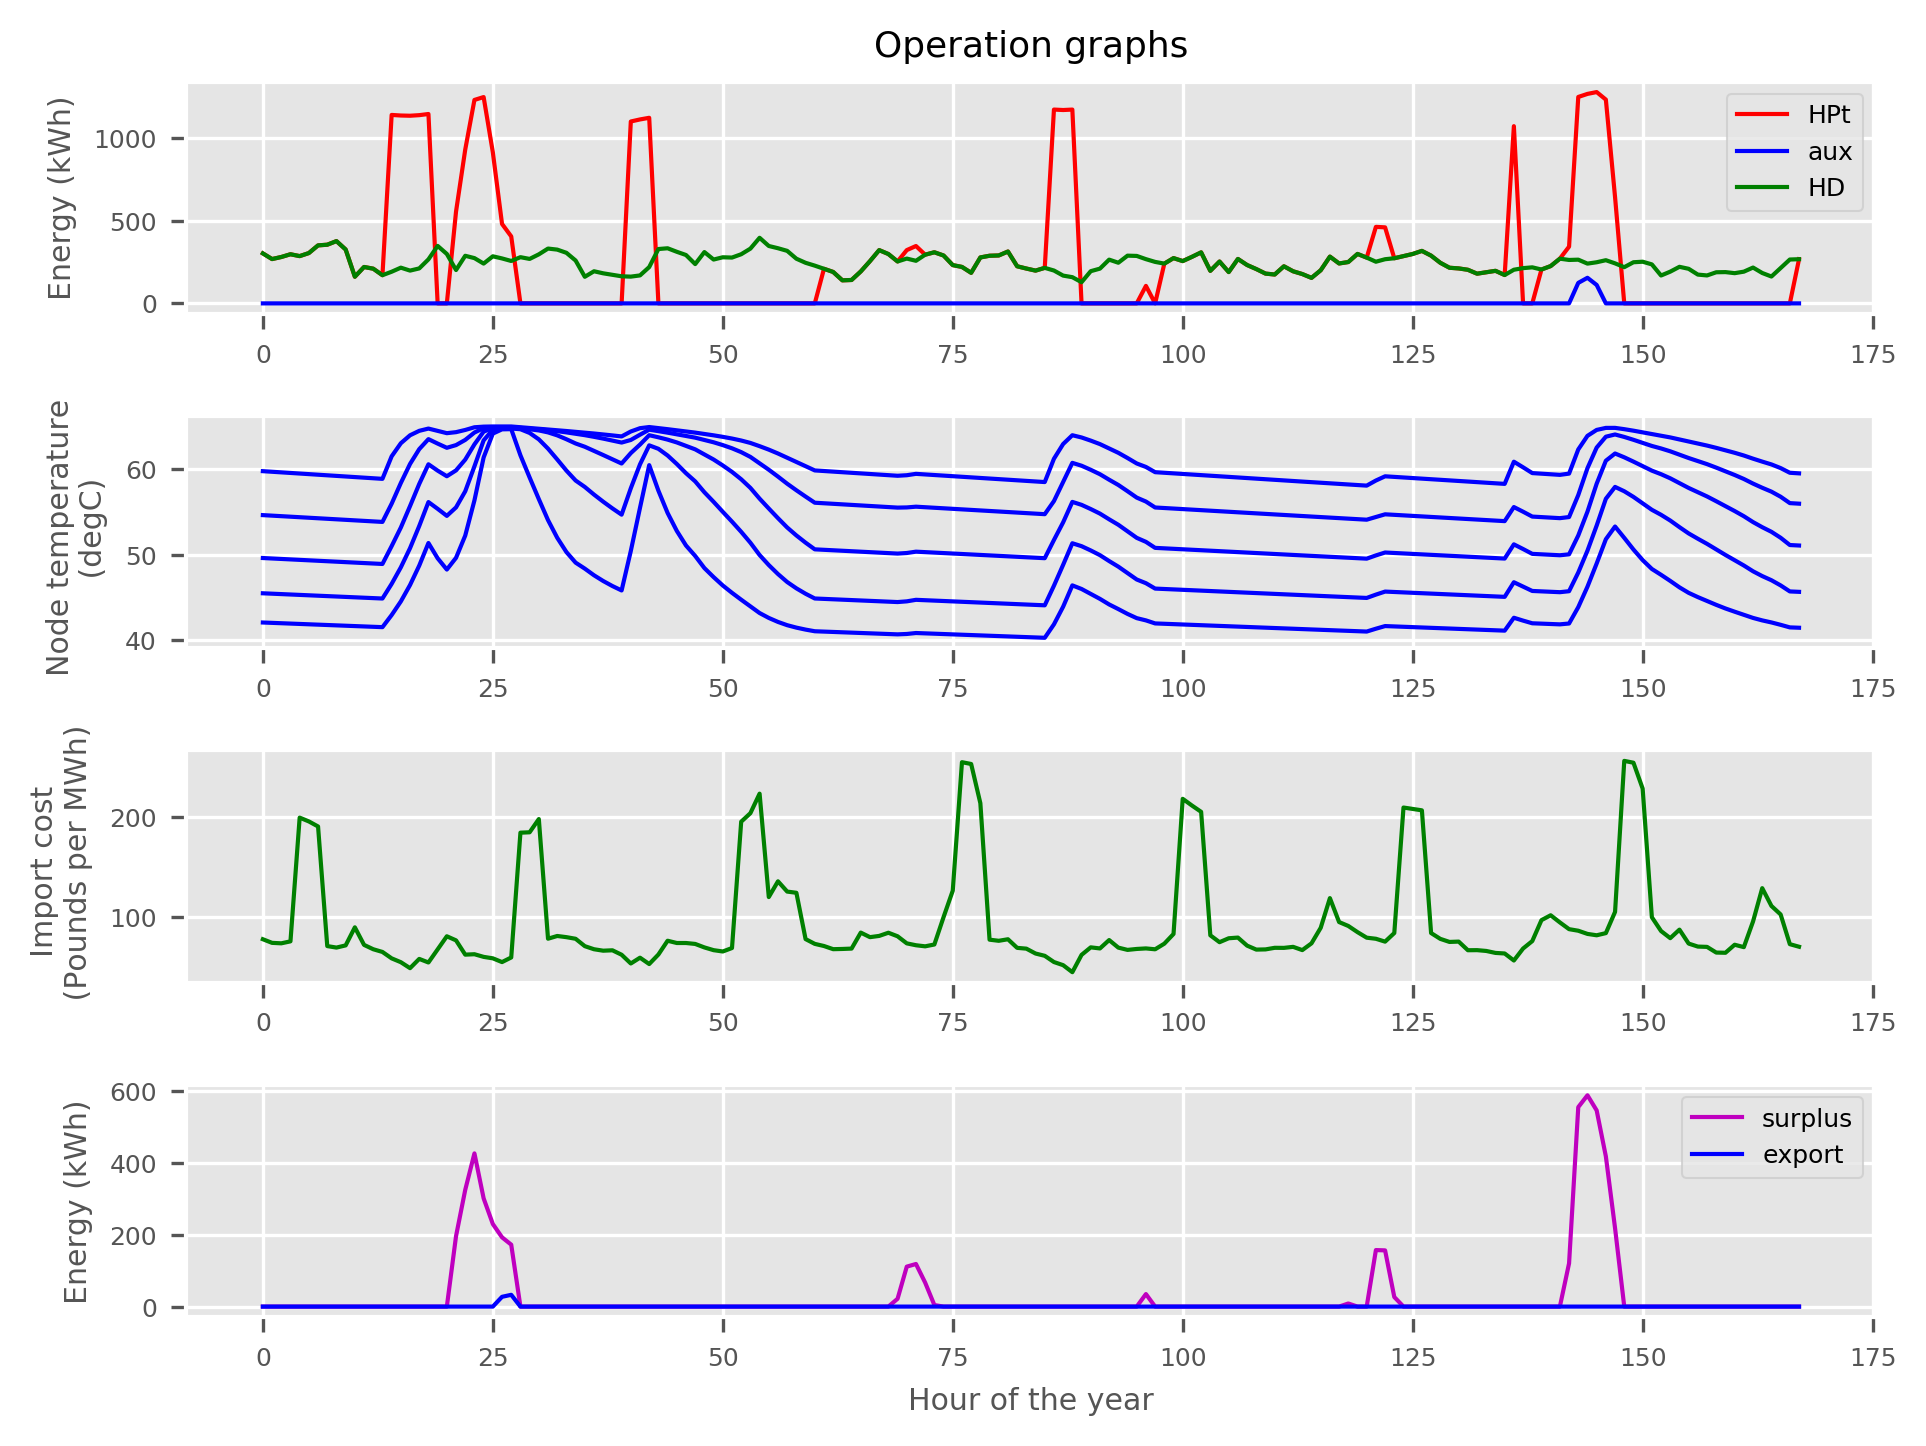 Operation graphs
Energy (kWh)
1000
500
0
HPt
aux
HD
0 25 50 75 100 125 150 175
Node temperature
(degC)
60
50
40
0 25 50 75 100 125 150 175
Import cost
(Pounds per MWh)
200
100
0 25 50 75 100 125 150 175
Energy (kWh)
600
400
200
0
surplus
export
0 25 50 75 100 125 150 175
Hour of the year